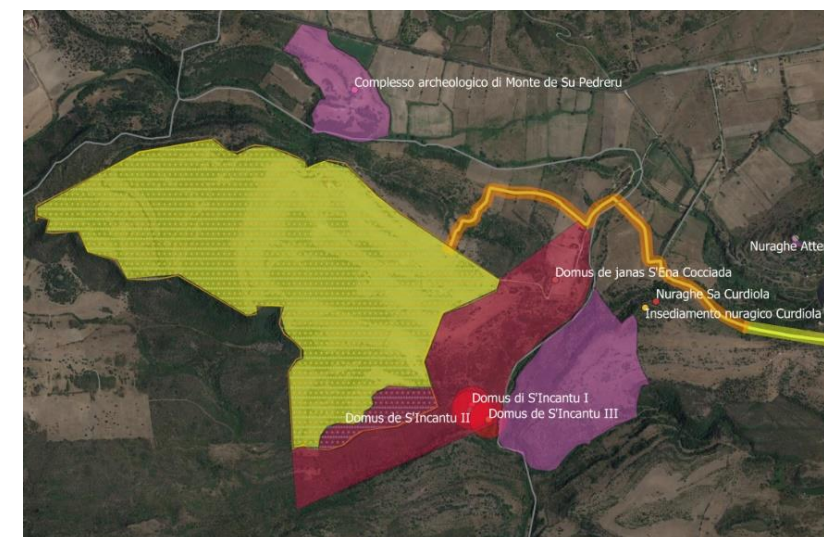 Complesso archeologico di Monte de Su Pedreru
Nuraghe Atte
Domus de janas S'Ena Cocciada
Nuraghe Sa Curdiola
Insediamento nuragico Curdiola
Domus di S'Incantu I
Domus de S'Incantu II
Domus de S'Incantu III